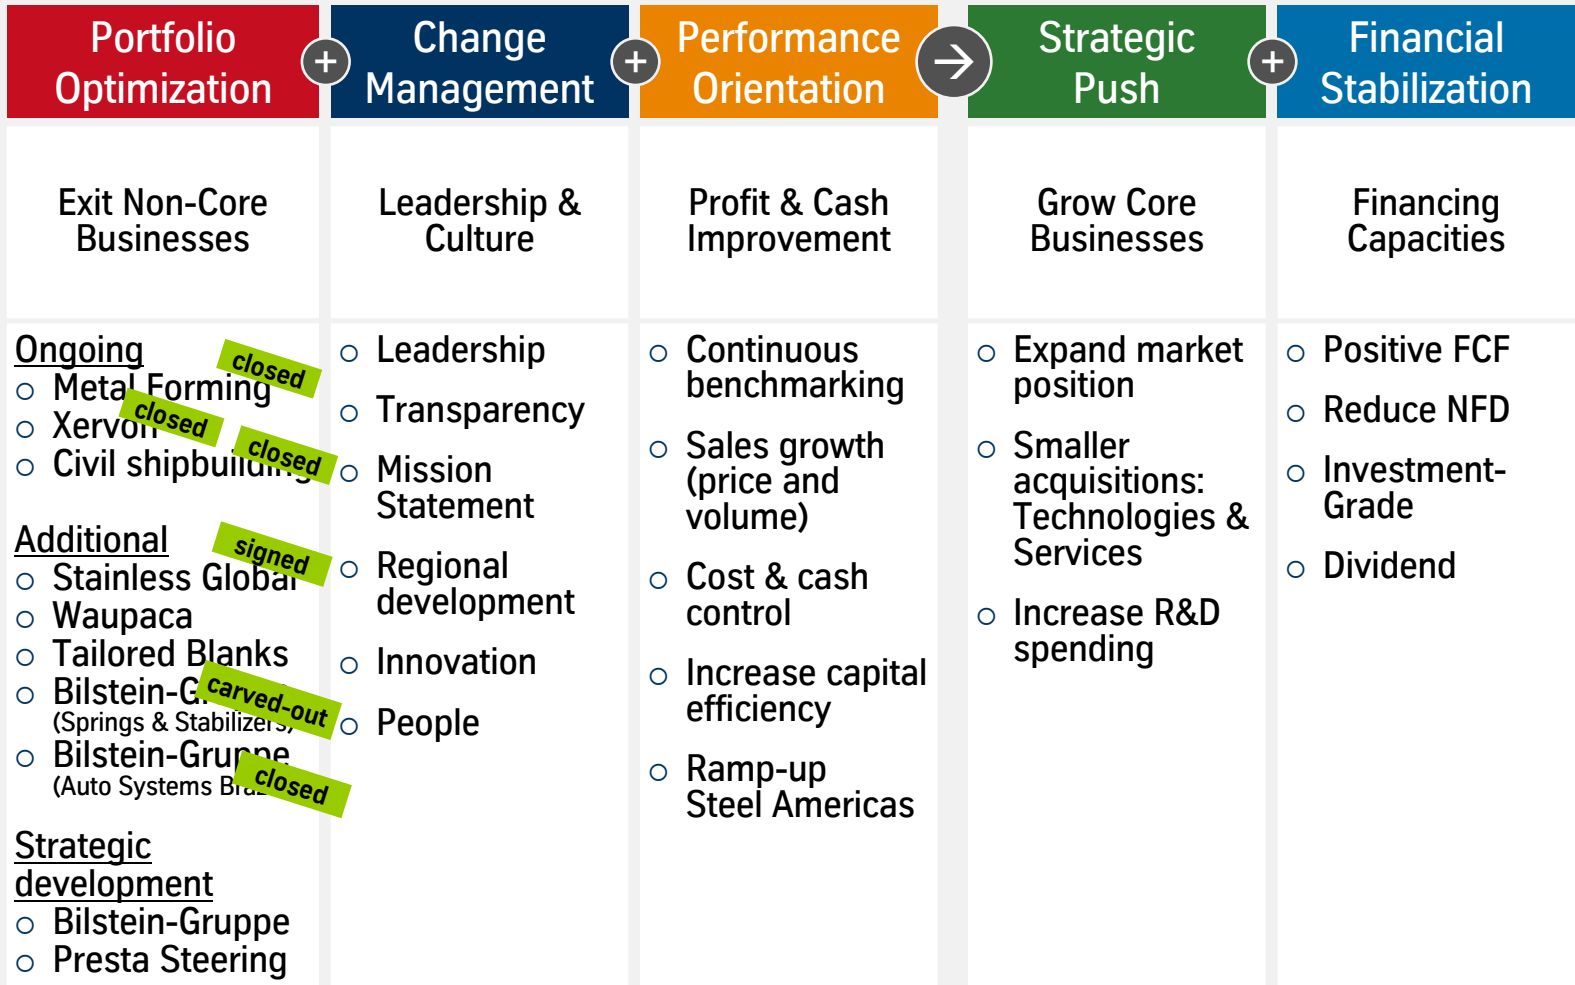 Portfolio
Optimization
+
Change
Management
+
Performance
Orientation
→
Strategic
Push
+
Financial
Stabilization
Exit Non-Core
Businesses
Leadership &
Culture
Profit & Cash
Improvement
Grow Core
Businesses
Financing
Capacities
Ongoing
closed
Metal Forming
closed
Xervon
closed
Civil shipbuilding
Additional
signed
Stainless Global
Waupaca
Tailored Blanks
Bilstein-Gruppe
carved-out
(Springs & Stabilizers)
Bilstein-Gruppe
closed
(Auto Systems Brazil)
Strategic
development
Bilstein-Gruppe
Presta Steering
Leadership
Transparency
Mission
Statement
Regional
development
Innovation
People
Continuous
benchmarking
Sales growth
(price and
volume)
Cost & cash
control
Increase capital
efficiency
Ramp-up
Steel Americas
Expand market
position
Smaller
acquisitions:
Technologies &
Services
Increase R&D
spending
Positive FCF
Reduce NFD
Investment-
Grade
Dividend